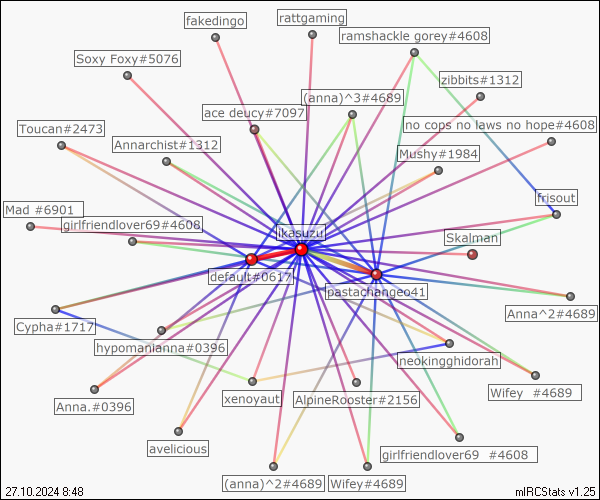 fakedingo
rattgaming
ramshackle gorey#4608
Soxy Foxy#5076
zibbits#1312
(anna)^3#4689
ace deucy#7097
no cops no laws no hope#4608
Toucan#2473
Annarchist#1312
Mushy#1984
frisout
Mad #6901
girlfriendlover69#4608
ikasuzu
Skalman
default#0617
pastachangeo41
Anna^2#4689
Cypha#1717
hypomanianna#0396
neokingghidorah
Wifey #4689
xenoyaut
AlpineRooster#2156
Anna.#0396
avelicious
girlfriendlover69 #4608
(anna)^2#4689
Wifey#4689
27.10.2024 8:48
mIRCStats v1.25